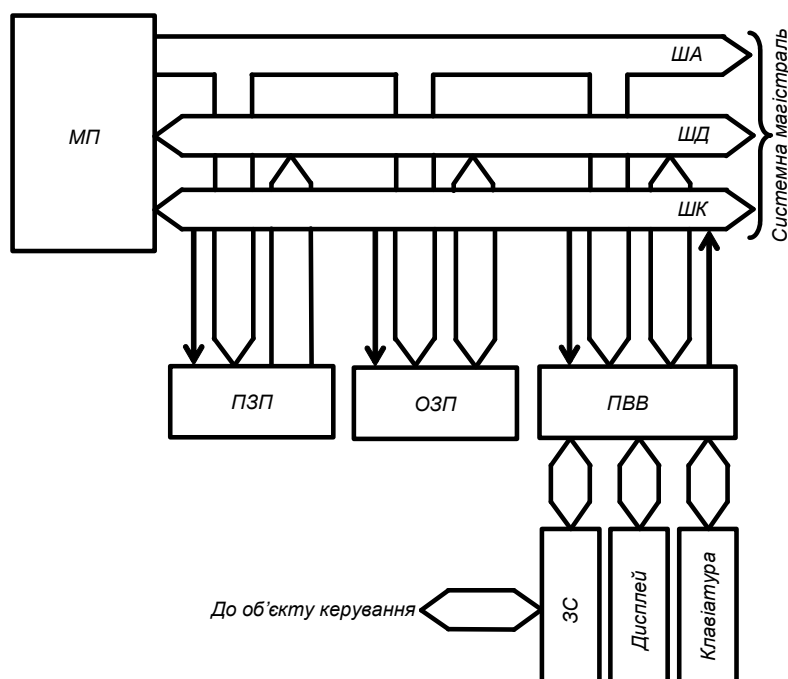 ША
Системна магістраль
МП
ШД
ШК
ПЗП
ОЗП
ПВВ
До об’єкту керування
ЗС
Дисплей
Клавіатура